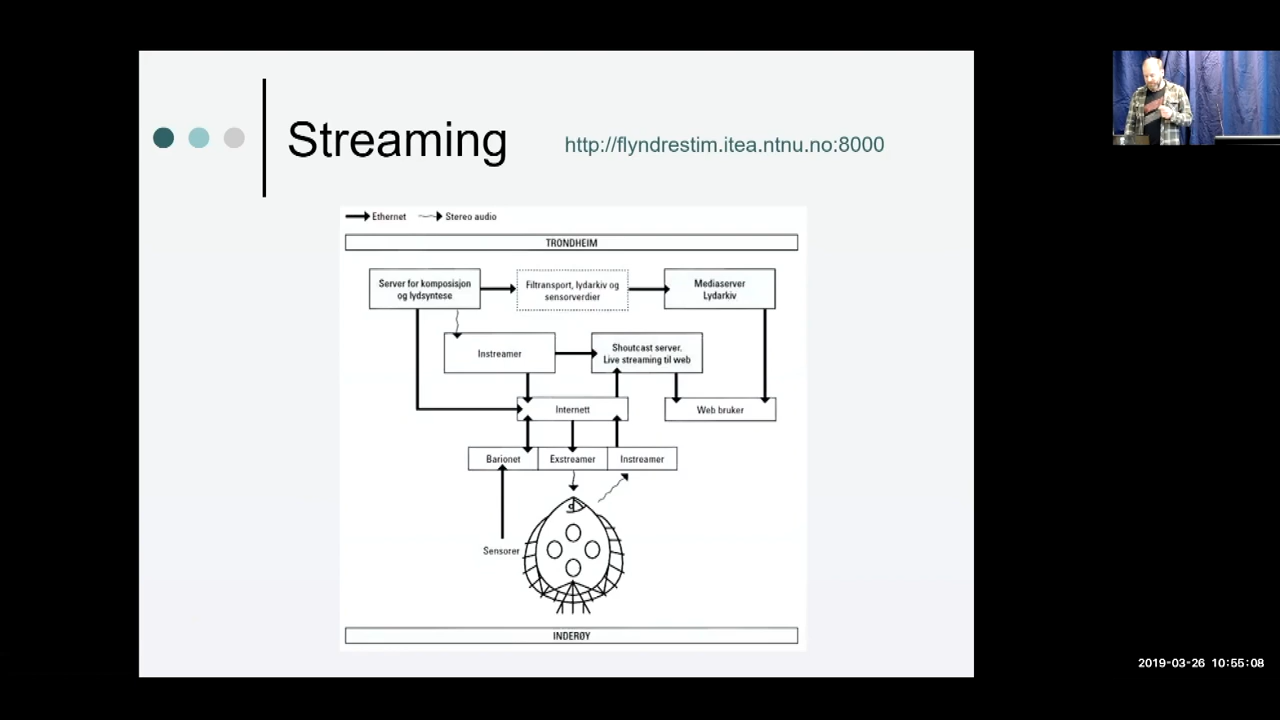 Streaming
http://flyndrestim.itea.ntnu.no:8000
Ethernet
Stereo audio
TRONDHEIM
Server for komposisjon
og lydsyntese
Filtransport, lydarkiv og
sensorverdier
Mediaserver
Lydarkiv
Instreamer
Shoutcast server.
Live streaming til web
Internett
Web bruker
Barionet
Exstreamer
Instreamer
Sensorer
INDERØY
2019-03-26 10:55:08